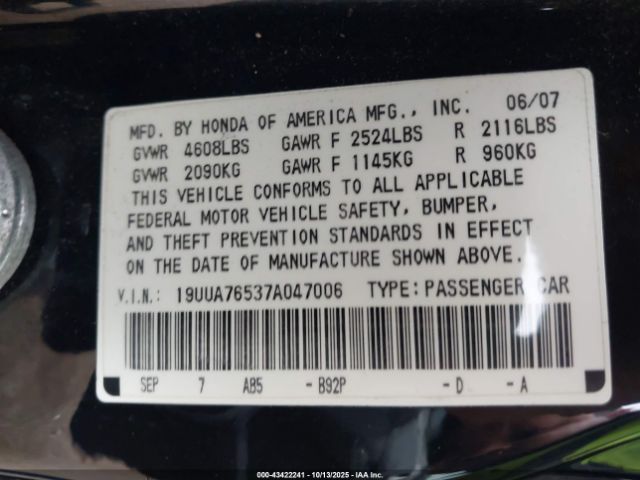 MFD. BY HONDA OF AMERICA MFG., INC. 06/07
GVWR 4608LBS GAWR F 2524LBS R 2116LBS
GVWR 2090KG GAWR F 1145KG R 960KG
THIS VEHICLE CONFORMS TO ALL APPLICABLE
FEDERAL MOTOR VEHICLE SAFETY, BUMPER,
AND THEFT PREVENTION STANDARDS IN EFFECT
ON THE DATE OF MANUFACTURE SHOWN ABOVE.
V.I.N.: 19UUA76537A047006 TYPE: PASSENGER CAR
SEP 7 AB5 -B92P -D -A
000-43422241 - 10/13/2025 - IAA Inc.